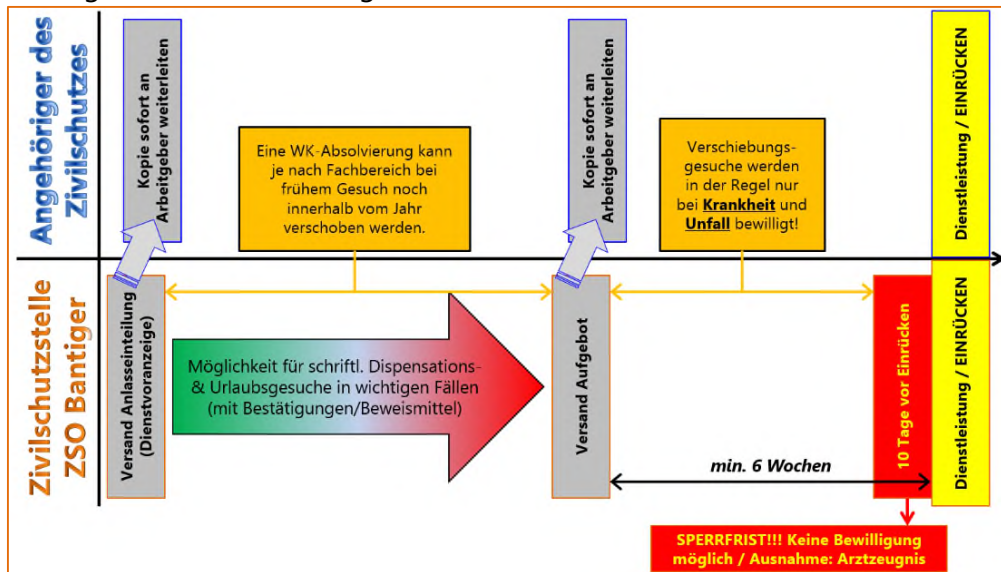 Angehöriger des
Zivilschutzes
Kopie sofort an
Arbeitgeber weiterleiten
Eine WK-Absolvierung kann
je nach Fachbereich bei
frühem Gesuch noch
innerhalb vom Jahr
verschoben werden.
Kopie sofort an
Arbeitgeber weiterleiten
Verschiebungs-
gesuche werden
in der Regel nur
bei Krankheit und
Unfall bewilligt!
Dienstleistung / EINRÜCKEN
Zivilschutzstelle
ZSO Bantiger
Versand Anlasseinteilung
(Dienstvoranzeige)
Möglichkeit für schriftl. Dispensations-
& Urlaubsgesuche in wichtigen Fällen
(mit Bestätigungen/Beweismittel)
Versand Aufgebot
min. 6 Wochen
10 Tage vor Einrücken
Dienstleistung / EINRÜCKEN
SPERRFRIST!!! Keine Bewilligung
möglich / Ausnahme: Arztzeugnis